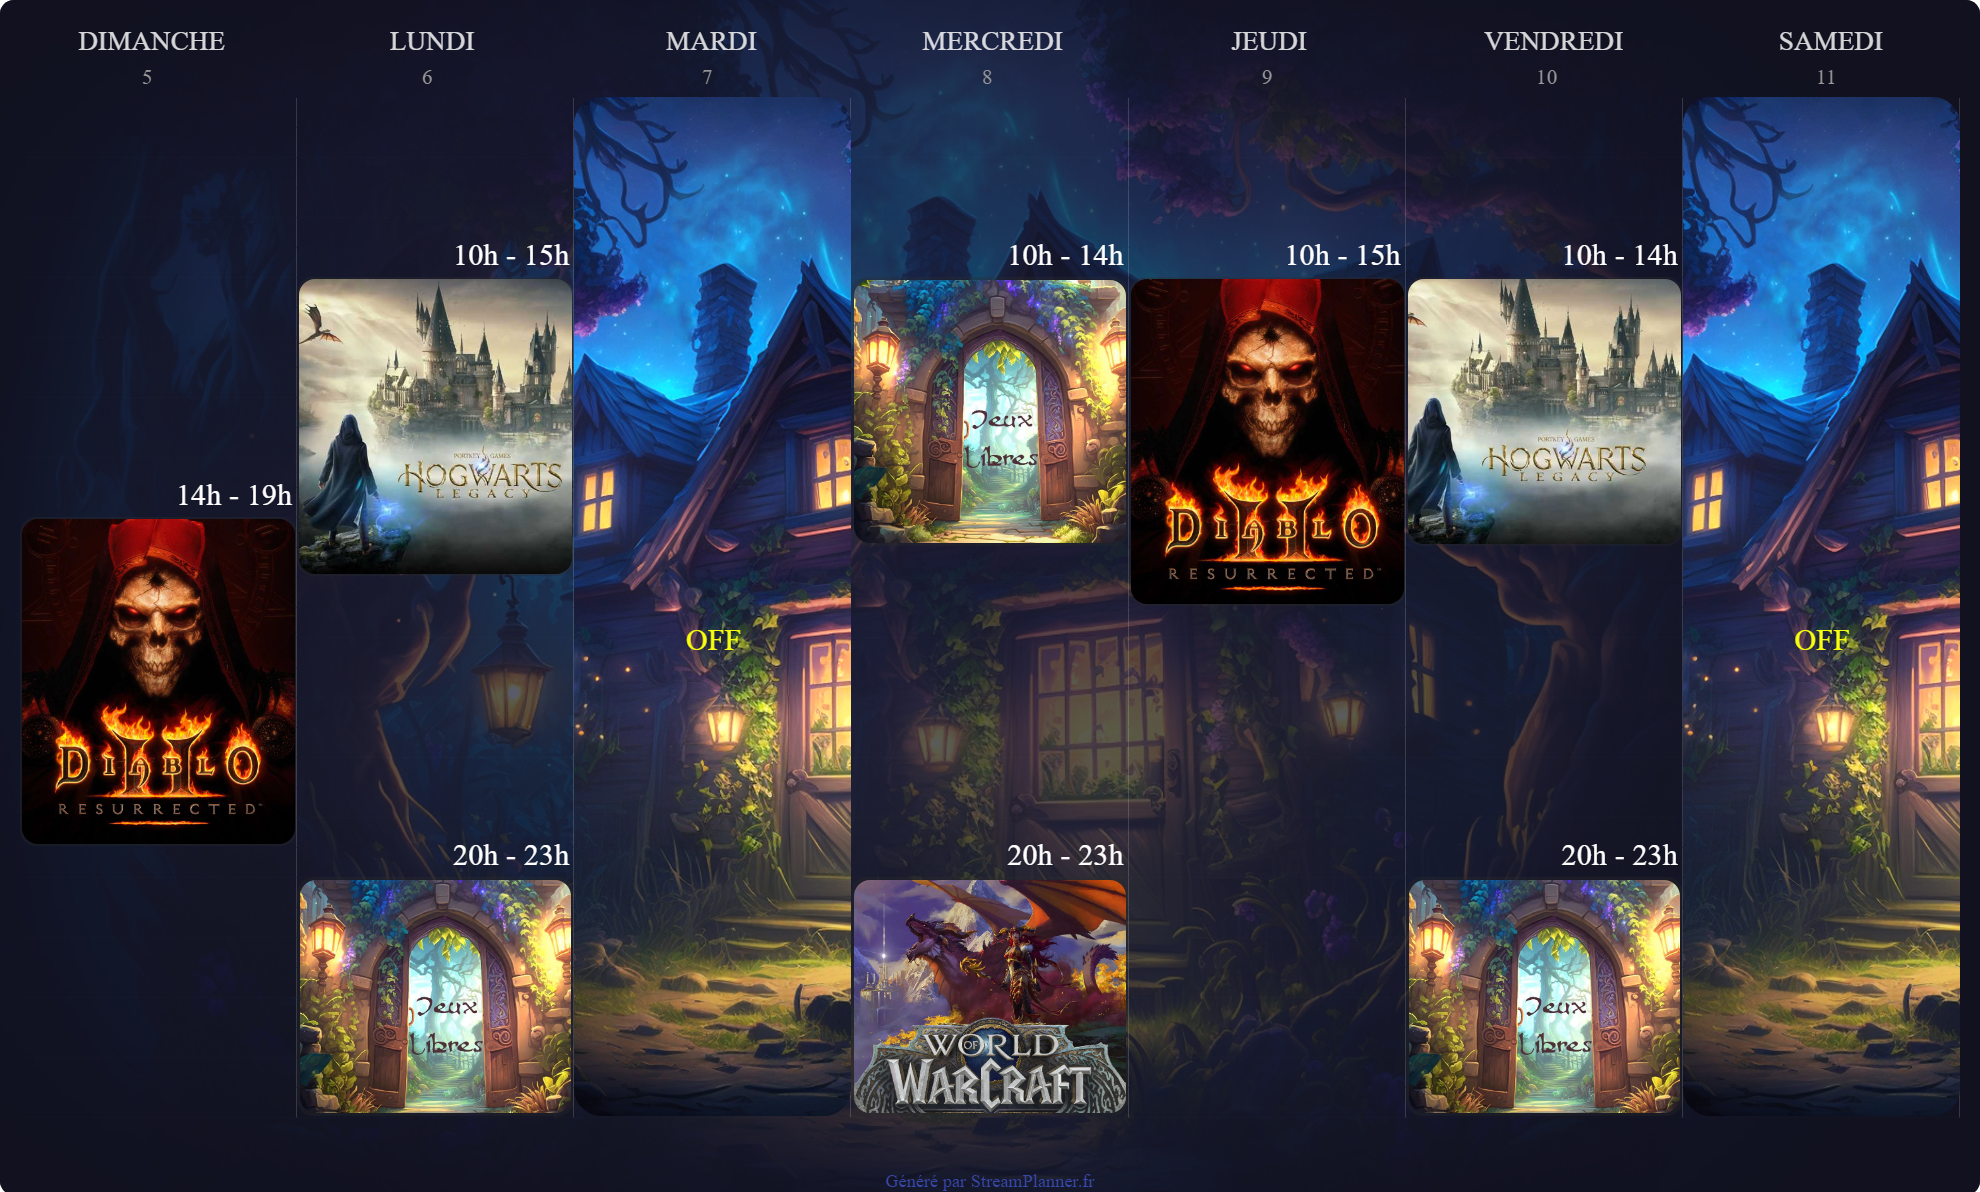 DIMANCHE
5
LUNDI
6
MARDI
7
MERCREDI
8
JEUDI
9
VENDREDI
10
SAMEDI
11
14h - 19h
DIABLO
II
RESURRECTED
10h - 15h
PORTKEY GAMES
HOGWARTS
LEGACY
20h - 23h
Jeux
Libres
OFF
10h - 14h
Jeux
Libres
20h - 23h
WORLD
OF
WARCRAFT
10h - 15h
DIABLO
II
RESURRECTED
10h - 14h
PORTKEY GAMES
HOGWARTS
LEGACY
20h - 23h
Jeux
Libres
OFF
Généré par StreamPlanner.fr